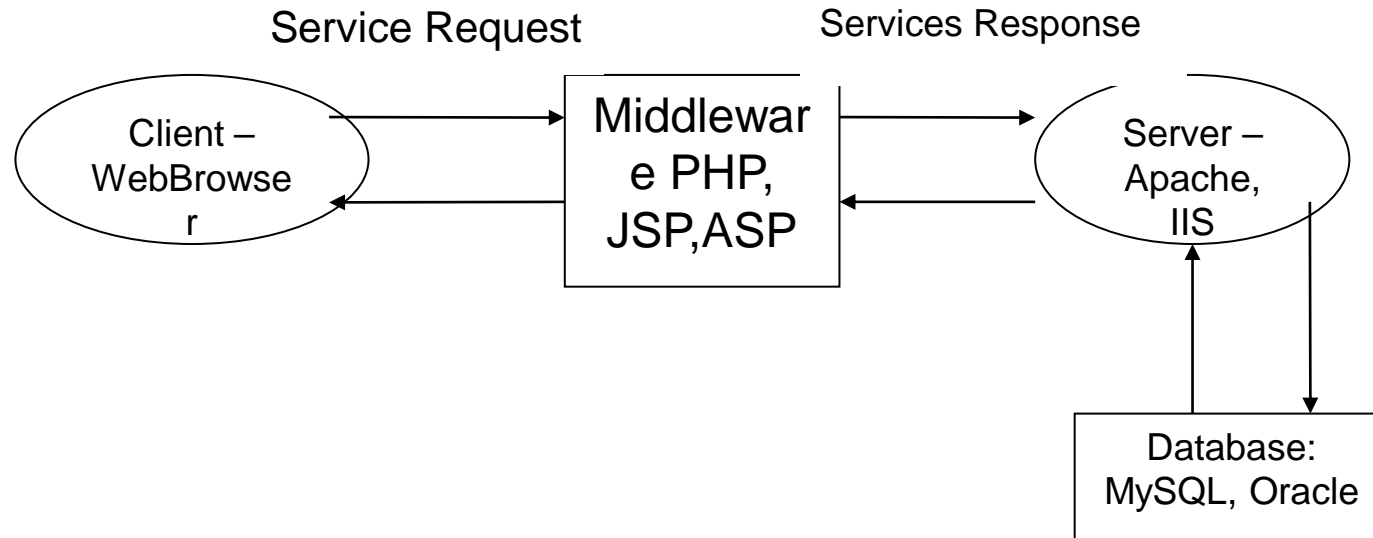 Service Request
Services Response
Client –
WebBrowse
r
Middlewar
e PHP,
JSP,ASP
Server –
Apache,
IIS
Database:
MySQL, Oracle